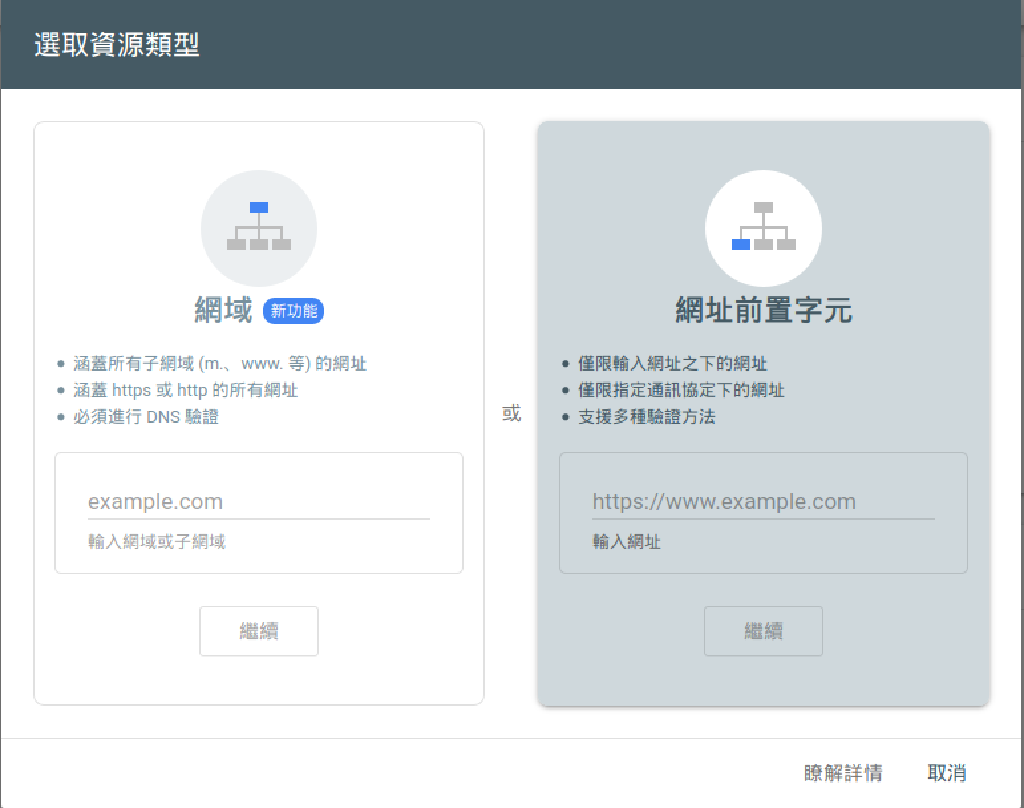 選取資源類型
網域 新功能
涵蓋所有子網域 (m.、www. 等) 的網址
涵蓋 https 或 http 的所有網址
必須進行 DNS 驗證
example.com
輸入網域或子網域
繼續
或
網址前置字元
僅限輸入網址之下的網址
僅限指定通訊協定下的網址
支援多種驗證方法
https://www.example.com
輸入網址
繼續
瞭解詳情 取消